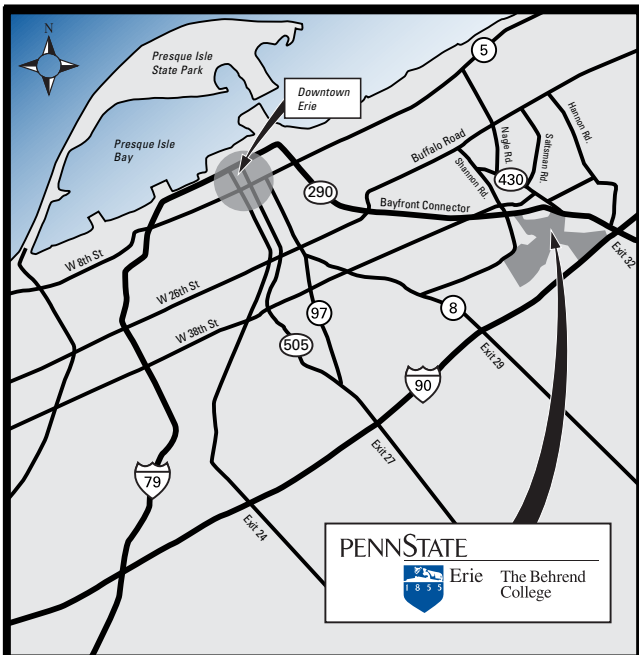 N
5
Presque Isle
State Park
Downtown
Erie
Presque Isle
Bay
Buffalo Road
Nagle Rd.
Hannon Rd.
Saltsman Rd.
Shannon Rd.
430
290
Bayfront Connector
W 8th St
Exit 32
W 26th St
97
8
W 38th St
505
Exit 29
90
Exit 27
79
Exit 24
PENNSTATE
1855
Erie
The Behrend
College